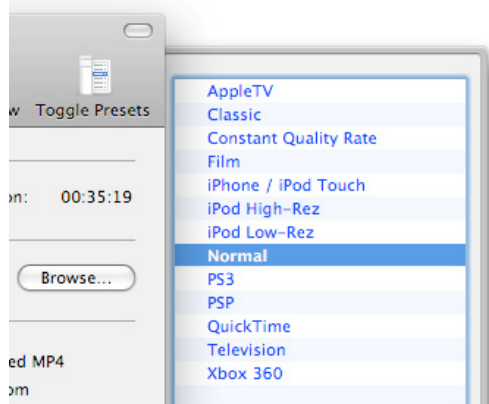 w Toggle Presets
on: 00:35:19
Browse...
ed MP4
om
AppleTV
Classic
Constant Quality Rate
Film
iPhone / iPod Touch
iPod High-Rez
iPod Low-Rez
Normal
PS3
PSP
QuickTime
Television
Xbox 360